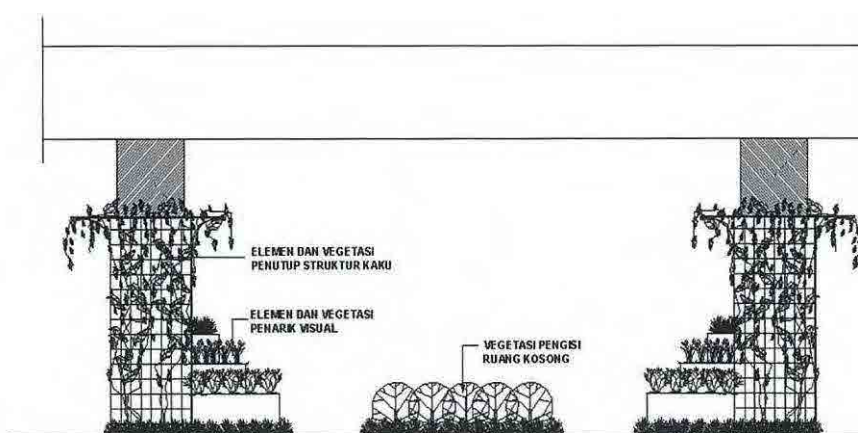 ELEMEN DAN VEGETASI
PENUTUP STRUKTUR KAKU
ELEMEN DAN VEGETASI
PENARIK VISUAL
VEGETASI PENGISI
RUANG KOSONG